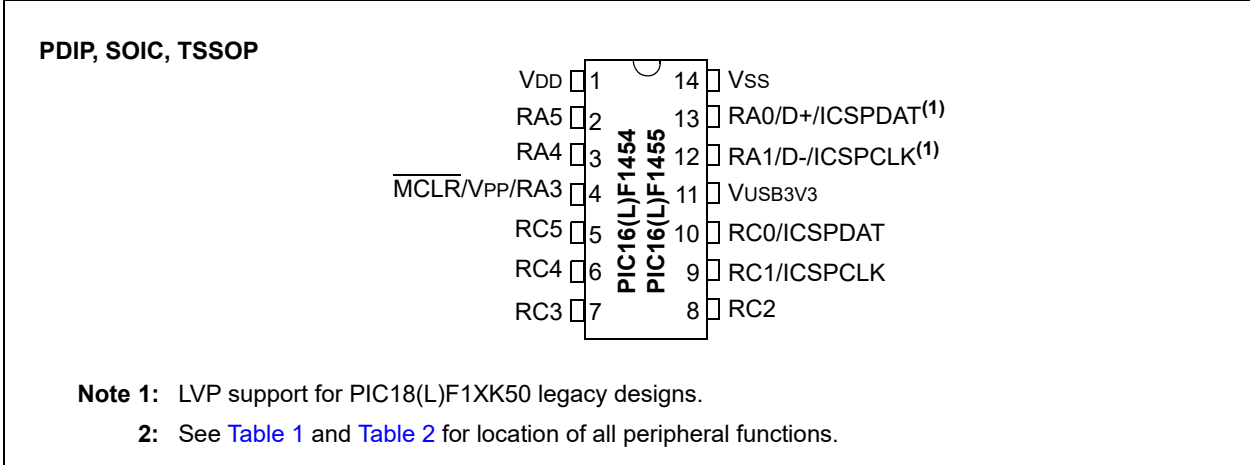 PDIP, SOIC, TSSOP
VDD 1 14 VSS
RA5 2 13 RA0/D+/ICSPDAT(1)
RA4 3 12 RA1/D-/ICSPCLK(1)
MCLR/VPP/RA3 4 11 VUSB3V3
RC5 5 10 RC0/ICSPDAT
RC4 6 9 RC1/ICSPCLK
RC3 7 8 RC2
PIC16(L)F1454
PIC16(L)F1455
Note 1: LVP support for PIC18(L)F1XK50 legacy designs.
2: See Table 1 and Table 2 for location of all peripheral functions.